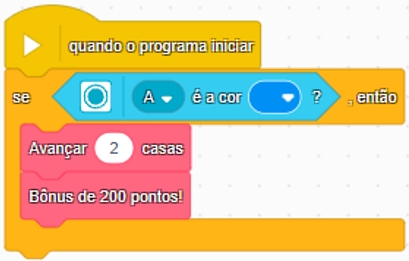 quando o programa iniciar
se A é a cor ? , então
Avançar 2 casas
Bônus de 200 pontos!